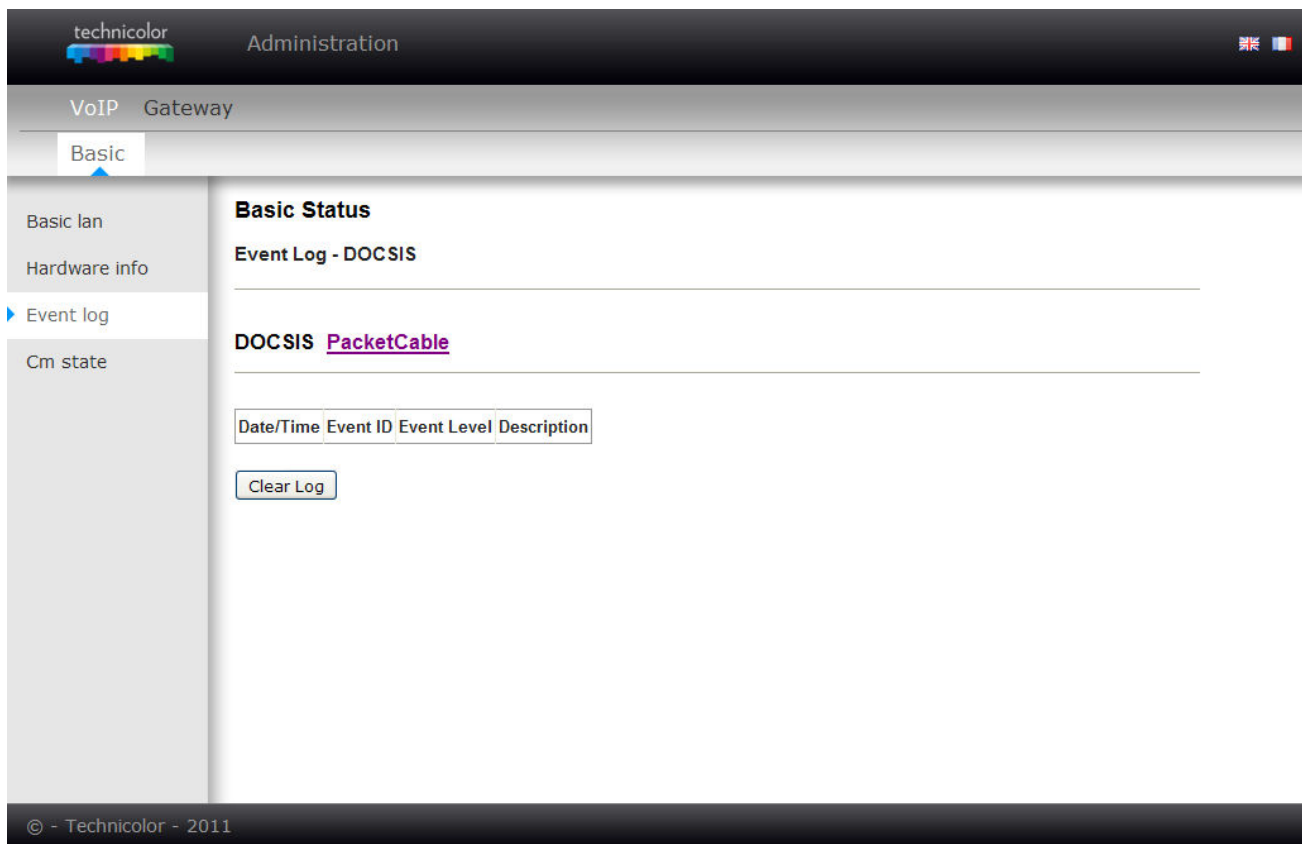 technicolor
Administration
VoIP Gateway
Basic
Basic lan
Hardware info
Event log
Cm state
Basic Status
Event Log - DOCSIS
DOCSIS PacketCable
Date/Time Event ID Event Level Description
Clear Log
© - Technicolor - 2011